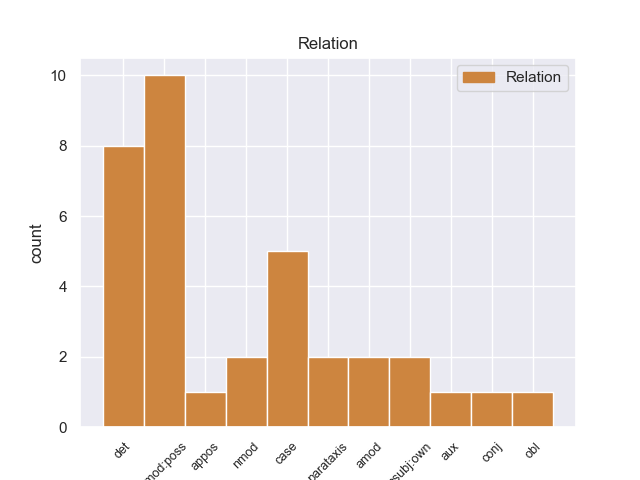 Relation
Relation
count
10
8
6
4
2
0
det
mod:poss
appos
nmod
case
parataxis
amod
subj:own
aux
conj
obl